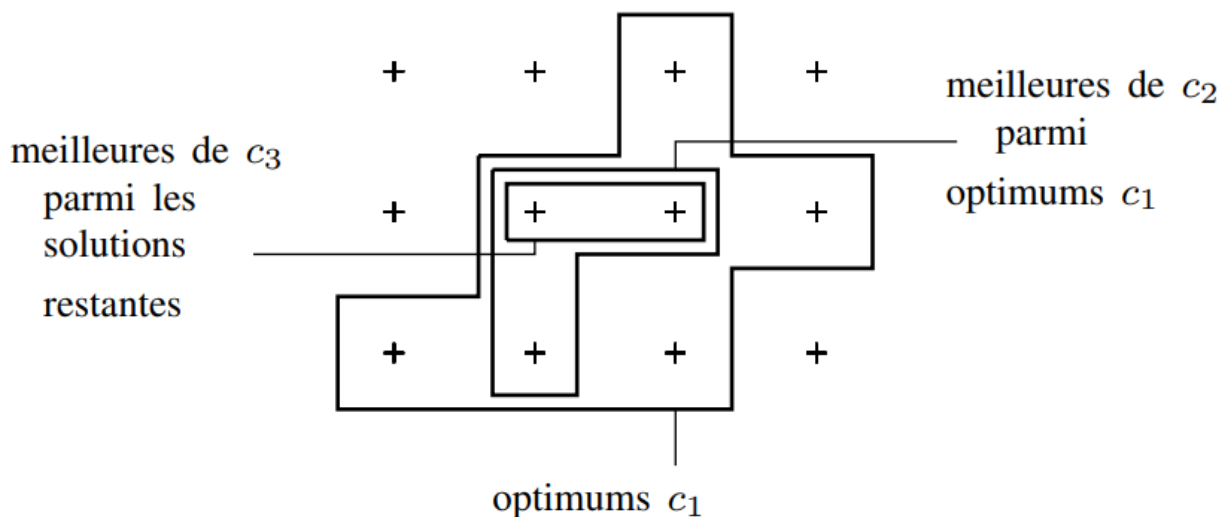 meilleures de c₂
parmi
optimums c₁
meilleures de c₃
parmi les
solutions
restantes
optimums c₁